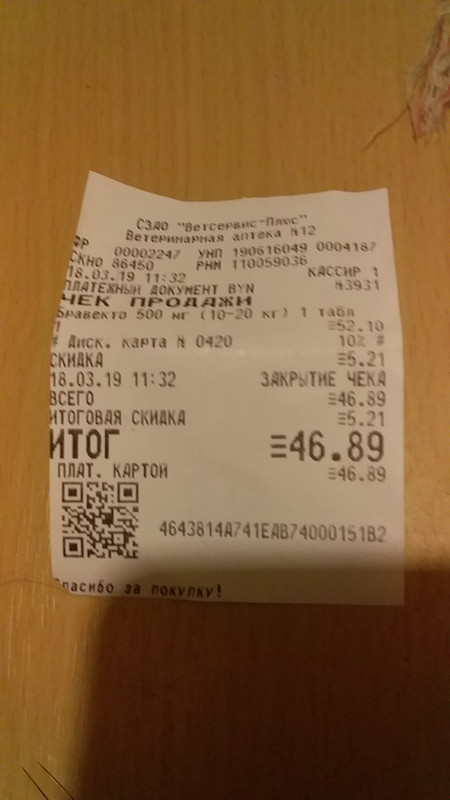 СЗАО "Ветсервис-Плюс"
Ветеринарная аптека N12
ФР 00002247 УНП 190616049 0004187
СКНО 86450 РНМ 110059036
18.03.19 11:32 КАССИР 1
ПЛАТЕЖНЫЙ ДОКУМЕНТ BYN N3931
ЧЕК ПРОДАЖИ
Бравекто 500 мг (10-20 кг) 1 табл
≡52.10
# Диск. карта N 0420 10% #
СКИДКА ≡5.21
18.03.19 11:32 ЗАКРЫТИЕ ЧЕКА
ВСЕГО ≡46.89
ИТОГОВАЯ СКИДКА ≡5.21
ИТОГ ≡46.89
ПЛАТ. КАРТОЙ ≡46.89
4643814A741EAB74000151B2
Спасибо за покупку!